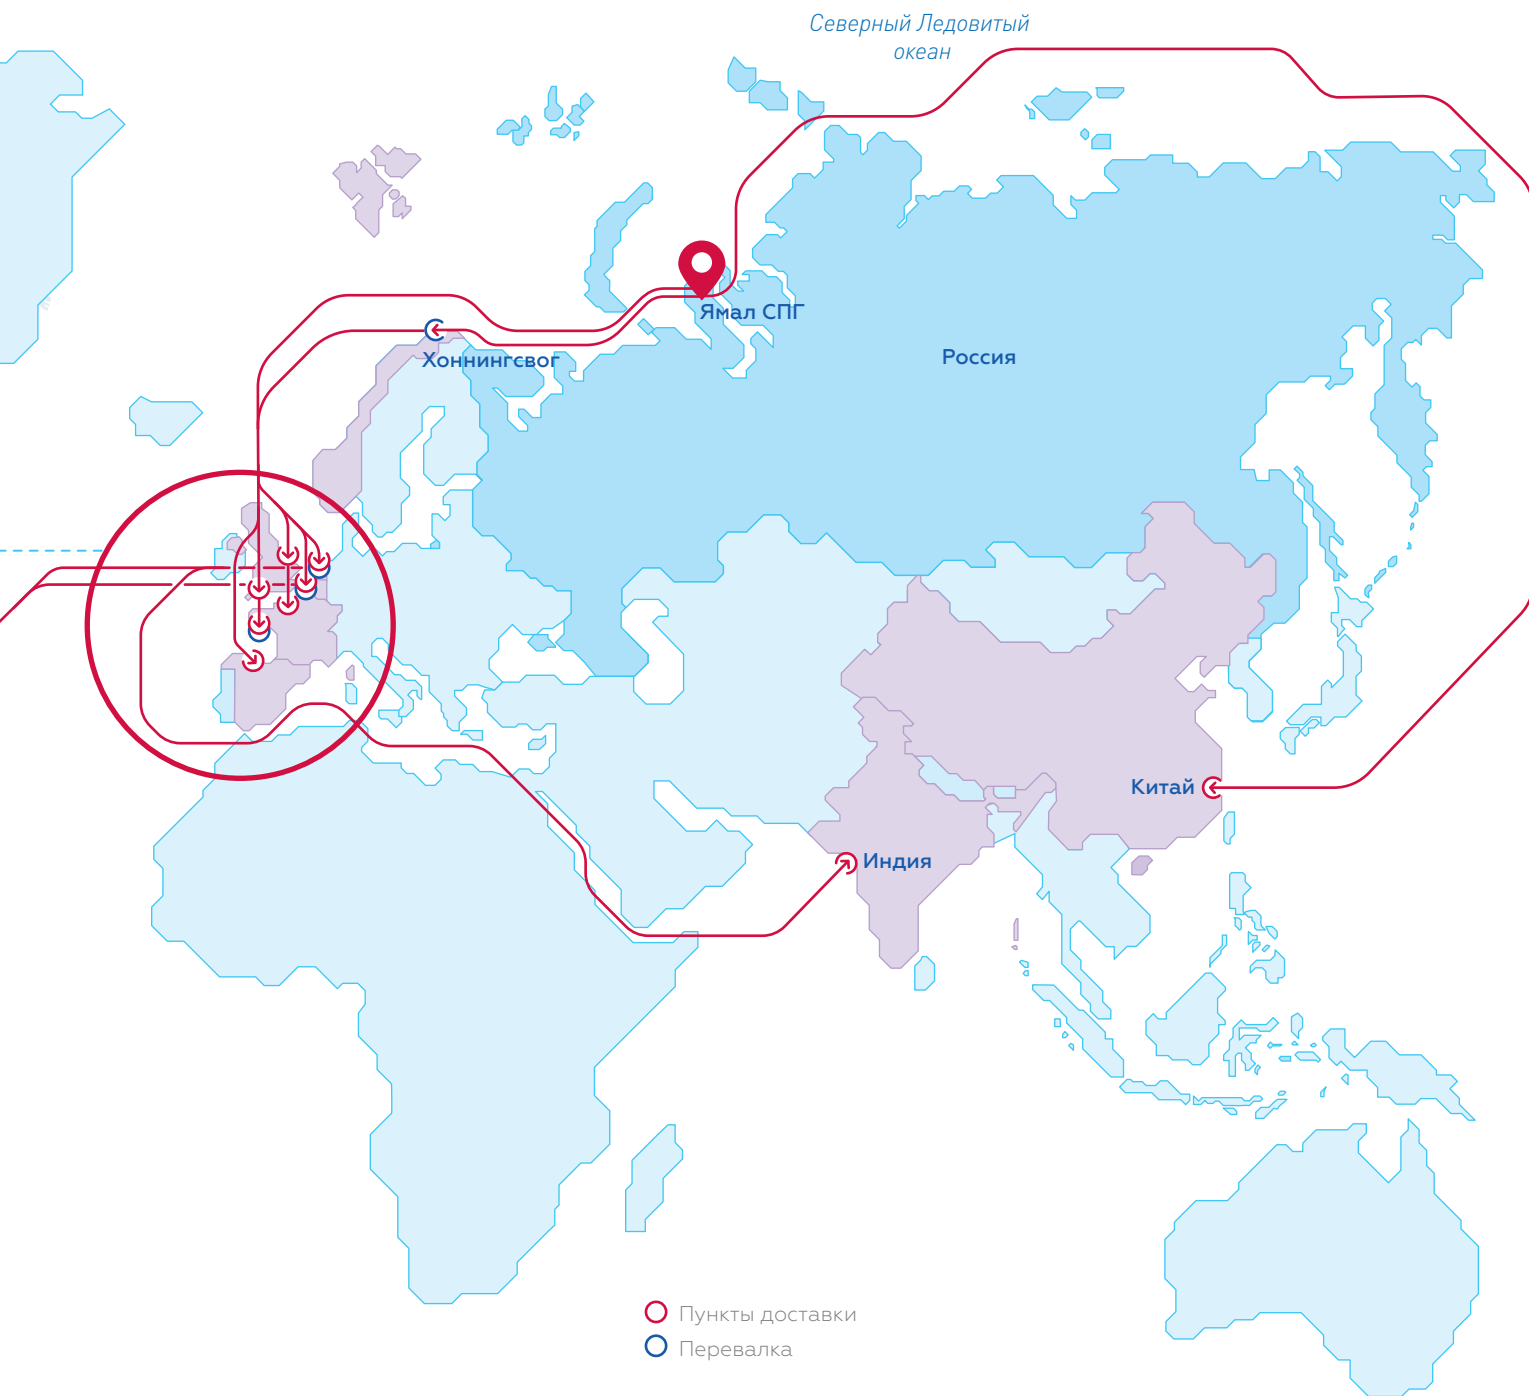 Северный Ледовитый
океан
Ямал СПГ
Хоннингсвог
Россия
Китай
Индия
Пункты доставки
Перевалка